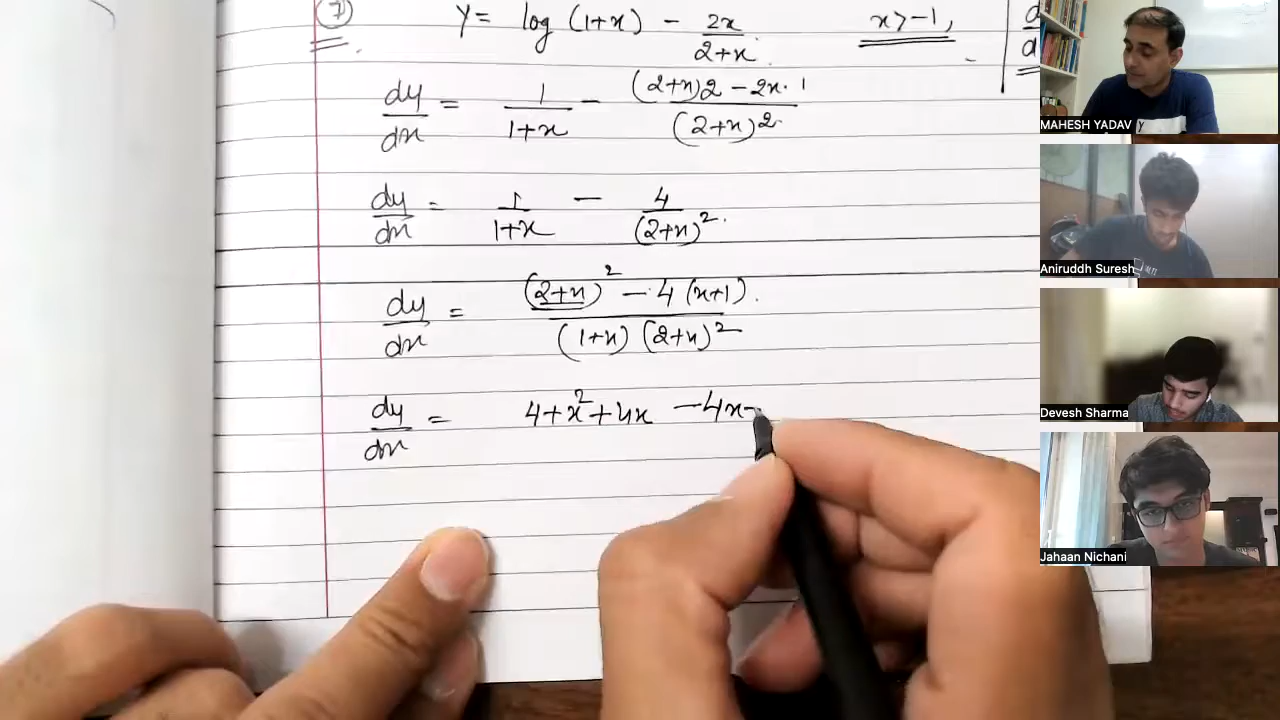 7 y = log (1+x) - 2x/2+x. x > -1,
dy/dx = 1/1+x - (2+x)2 - 2x·1/(2+x)2
dy/dx = 1/1+x - 4/(2+x)2.
dy/dx = (2+x)2 - 4(x+1)./(1+x)(2+x)2
dy/dx = 4+x2+4x -4x-
MAHESH YADAV
Aniruddh Suresh
Devesh Sharma
Jahaan Nichani